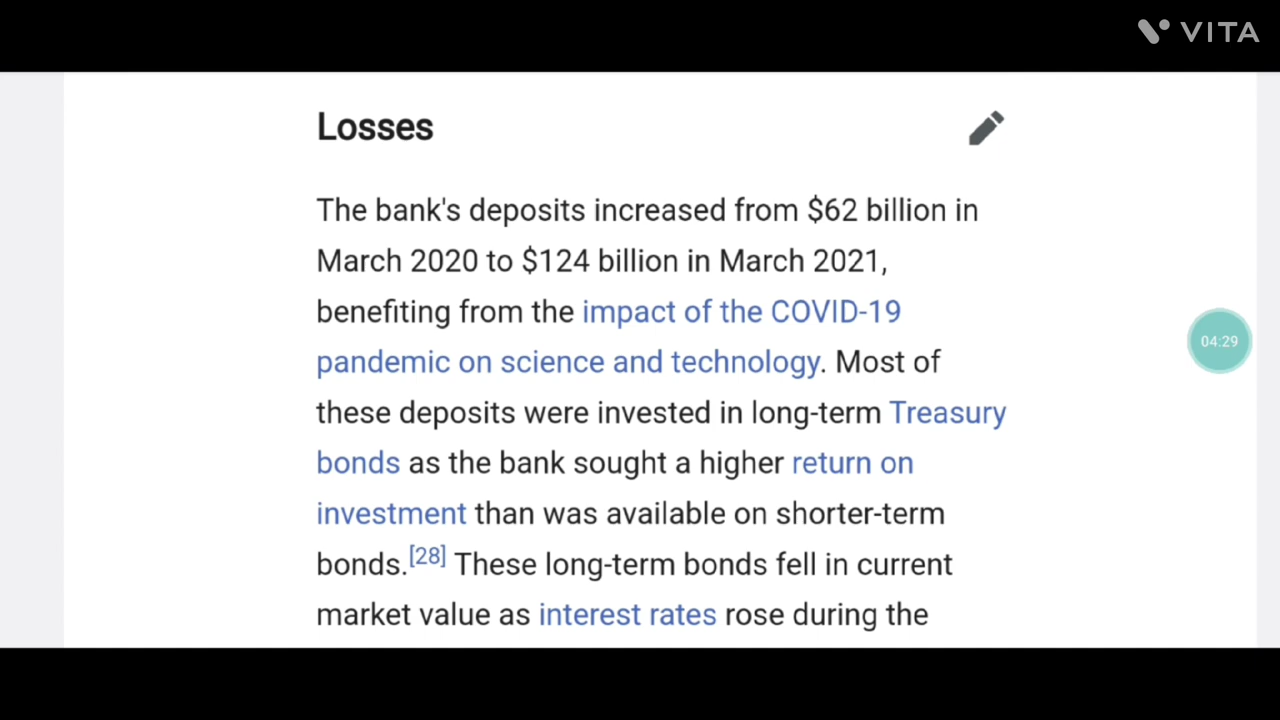 VITA
Losses
The bank's deposits increased from $62 billion in
March 2020 to $124 billion in March 2021,
benefiting from the impact of the COVID-19
pandemic on science and technology. Most of
these deposits were invested in long-term Treasury
bonds as the bank sought a higher return on
investment than was available on shorter-term
bonds.[28] These long-term bonds fell in current
market value as interest rates rose during the
04:29